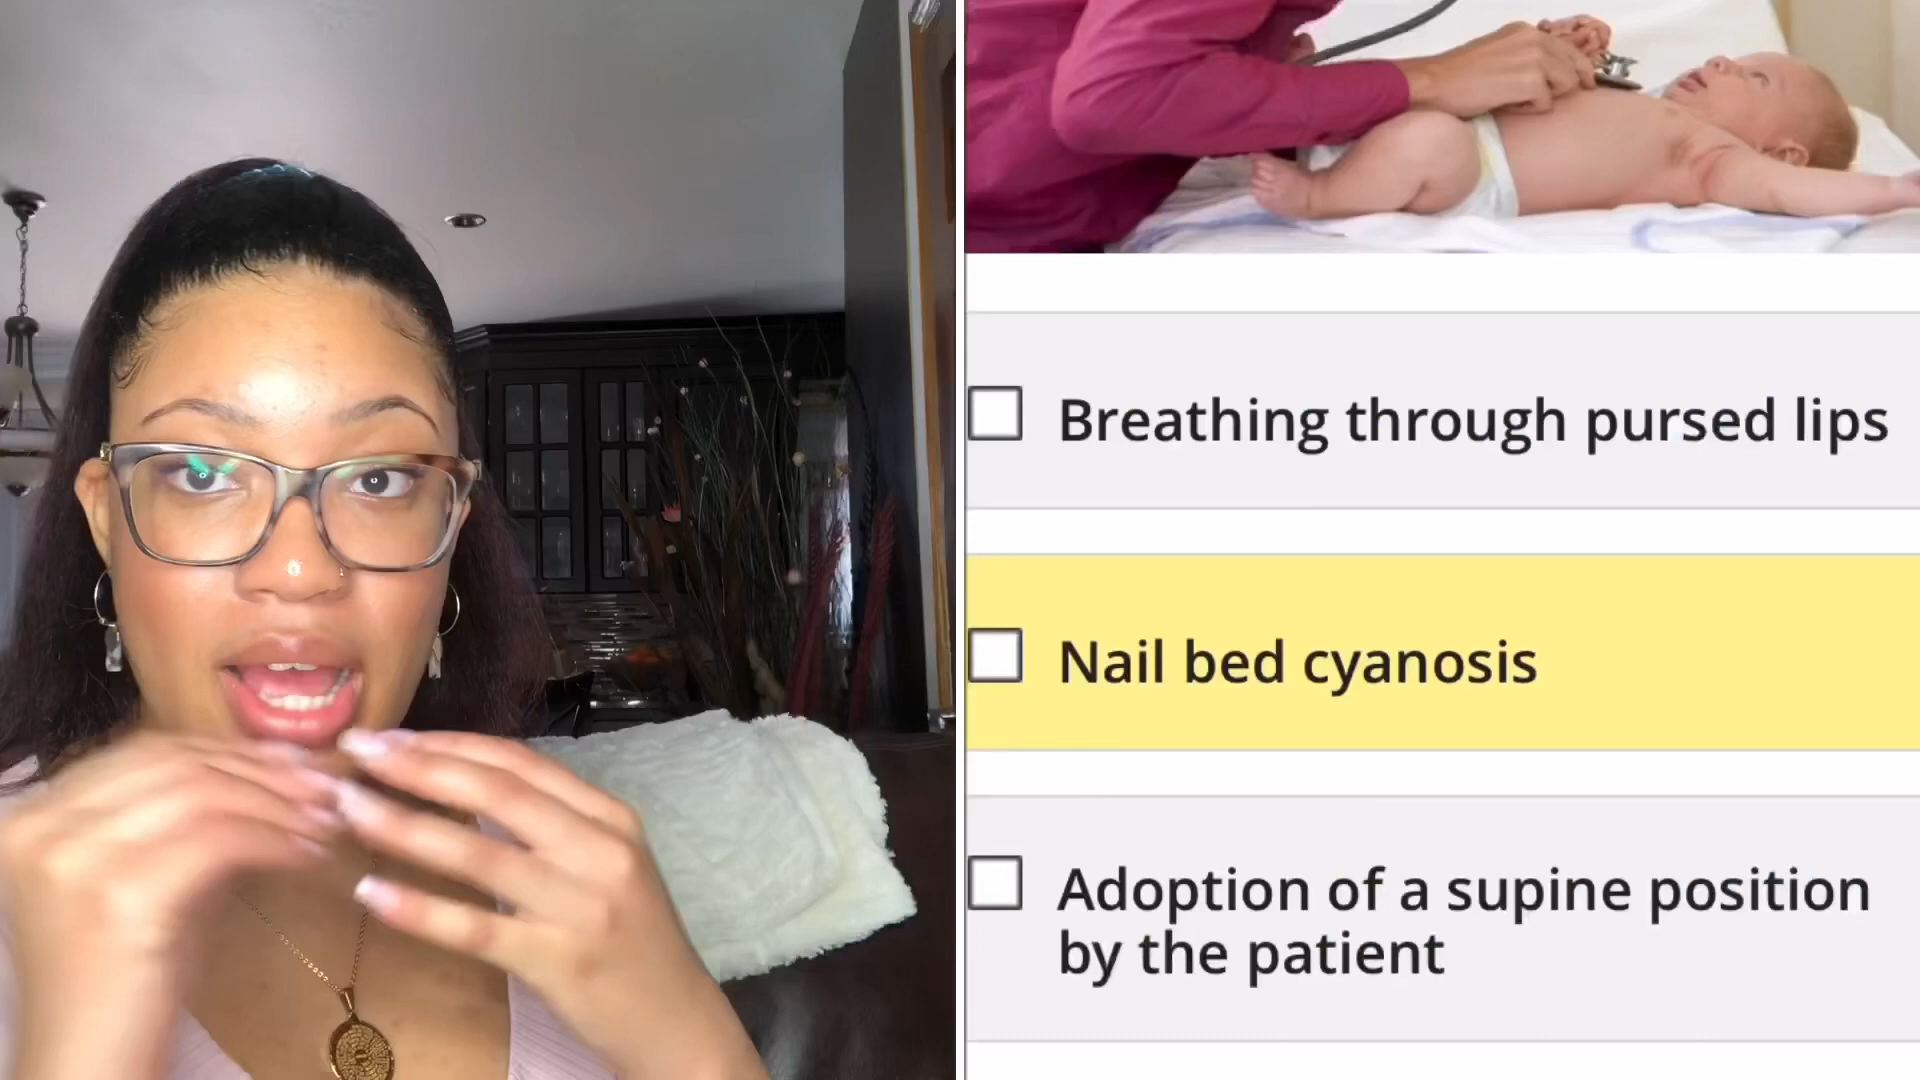 Breathing through pursed lips
Nail bed cyanosis
Adoption of a supine position
by the patient